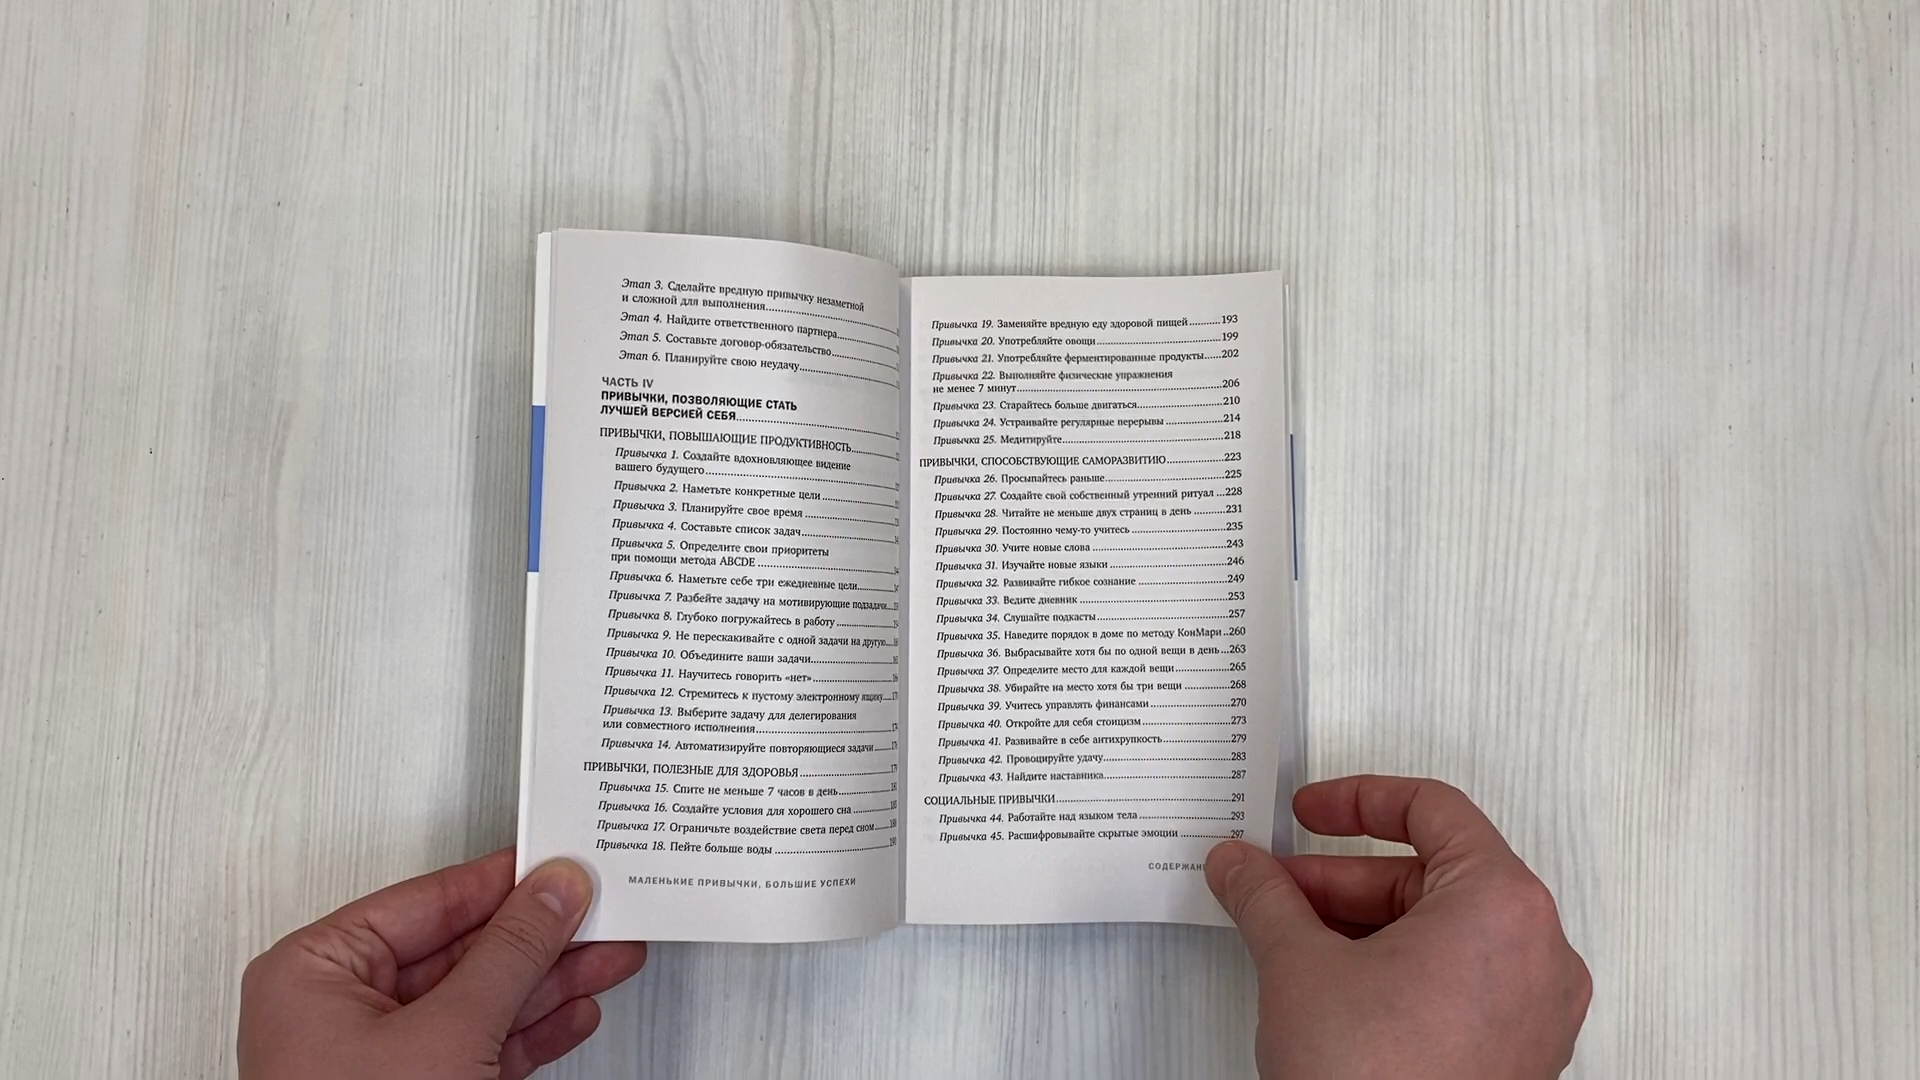 Этап 3. Сделайте вредную привычку незаметной
и сложной для выполнения
Этап 4. Найдите ответственного партнера
Этап 5. Составьте договор-обязательство
Этап 6. Планируйте свою неудачу
ЧАСТЬ IV
ПРИВЫЧКИ, ПОЗВОЛЯЮЩИЕ СТАТЬ
ЛУЧШЕЙ ВЕРСИЕЙ СЕБЯ
ПРИВЫЧКИ, ПОВЫШАЮЩИЕ ПРОДУКТИВНОСТЬ
Привычка 1. Создайте вдохновляющее видение
вашего будущего
Привычка 2. Наметьте конкретные цели
Привычка 3. Планируйте свое время
Привычка 4. Составьте список задач
Привычка 5. Определите свои приоритеты
при помощи метода ABCDE
Привычка 6. Наметьте себе три ежедневные цели
Привычка 7. Разбейте задачу на мотивирующие подзадачи
Привычка 8. Глубоко погружайтесь в работу
Привычка 9. Не перескакивайте с одной задачи на другую
Привычка 10. Объедините ваши задачи
Привычка 11. Научитесь говорить «нет»
Привычка 12. Стремитесь к пустому электронному ящику
Привычка 13. Выберите задачу для делегирования
или совместного исполнения
Привычка 14. Автоматизируйте повторяющиеся задачи
ПРИВЫЧКИ, ПОЛЕЗНЫЕ ДЛЯ ЗДОРОВЬЯ
Привычка 15. Спите не меньше 7 часов в день
Привычка 16. Создайте условия для хорошего сна
Привычка 17. Ограничьте воздействие света перед сном
Привычка 18. Пейте больше воды
МАЛЕНЬКИЕ ПРИВЫЧКИ, БОЛЬШИЕ УСПЕХИ
Привычка 19. Заменяйте вредную еду здоровой пищей...........193
Привычка 20. Употребляйте овощи...........199
Привычка 21. Употребляйте ферментированные продукты......202
Привычка 22. Выполняйте физические упражнения
не менее 7 минут...........206
Привычка 23. Старайтесь больше двигаться...........210
Привычка 24. Устраивайте регулярные перерывы ...........214
Привычка 25. Медитируйте...........218
ПРИВЫЧКИ, СПОСОБСТВУЮЩИЕ САМОРАЗВИТИЮ...........223
Привычка 26. Просыпайтесь раньше...........225
Привычка 27. Создайте свой собственный утренний ритуал ...228
Привычка 28. Читайте не меньше двух страниц в день ...........231
Привычка 29. Постоянно чему-то учитесь ...........235
Привычка 30. Учите новые слова ...........243
Привычка 31. Изучайте новые языки ...........246
Привычка 32. Развивайте гибкое сознание ...........249
Привычка 33. Ведите дневник ...........253
Привычка 34. Слушайте подкасты...........257
Привычка 35. Наведите порядок в доме по методу КонМари..260
Привычка 36. Выбрасывайте хотя бы по одной вещи в день...263
Привычка 37. Определите место для каждой вещи...........265
Привычка 38. Убирайте на место хотя бы три вещи ...........268
Привычка 39. Учитесь управлять финансами ...........270
Привычка 40. Откройте для себя стоицизм ...........273
Привычка 41. Развивайте в себе антихрупкость...........279
Привычка 42. Провоцируйте удачу...........283
Привычка 43. Найдите наставника...........287
СОЦИАЛЬНЫЕ ПРИВЫЧКИ...........291
Привычка 44. Работайте над языком тела ...........293
Привычка 45. Расшифровывайте скрытые эмоции ...........297